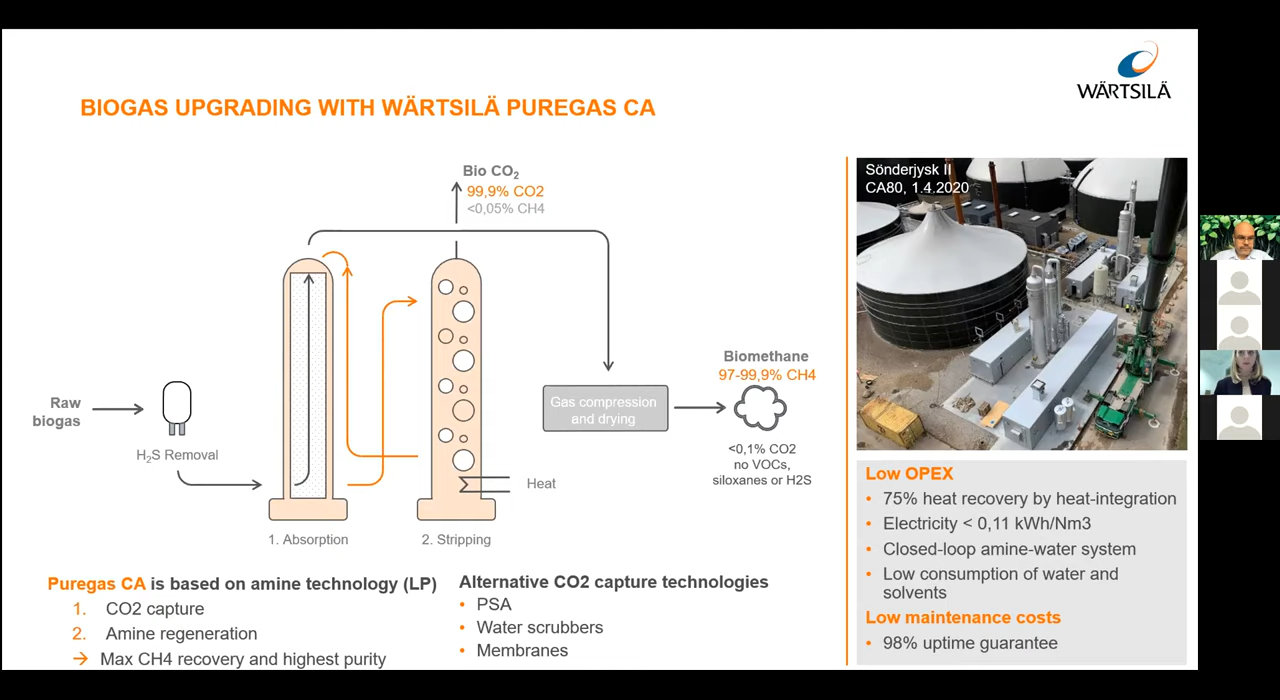 WÄRTSILÄ
BIOGAS UPGRADING WITH WÄRTSILÄ PUREGAS CA
Bio CO₂
99,9% CO2
<0,05% CH4
Raw
biogas
H₂S Removal
1. Absorption
2. Stripping
Heat
Gas compression
and drying
Biomethane
97-99,9% CH4
<0,1% CO2
no VOCs,
siloxanes or H2S
Puregas CA is based on amine technology (LP)
1. CO2 capture
2. Amine regeneration
→ Max CH4 recovery and highest purity
Alternative CO2 capture technologies
• PSA
• Water scrubbers
• Membranes
Sönderjysk II
CA80, 1.4.2020
Low OPEX
• 75% heat recovery by heat-integration
• Electricity < 0,11 kWh/Nm3
• Closed-loop amine-water system
• Low consumption of water and
solvents
Low maintenance costs
• 98% uptime guarantee